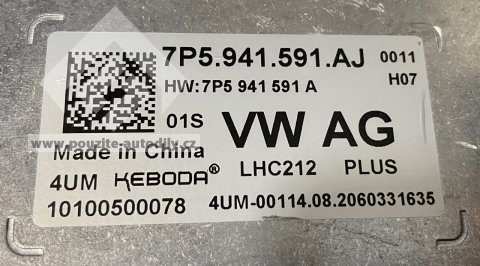 7P5.941.591.AJ 0011
HW:7P5 941 591 A H07
01S VW AG
www.pouzite-autodily.cz
Made in China LHC212 PLUS
4UM KEBODA®
10100500078 4UM-00114.08.2060331635